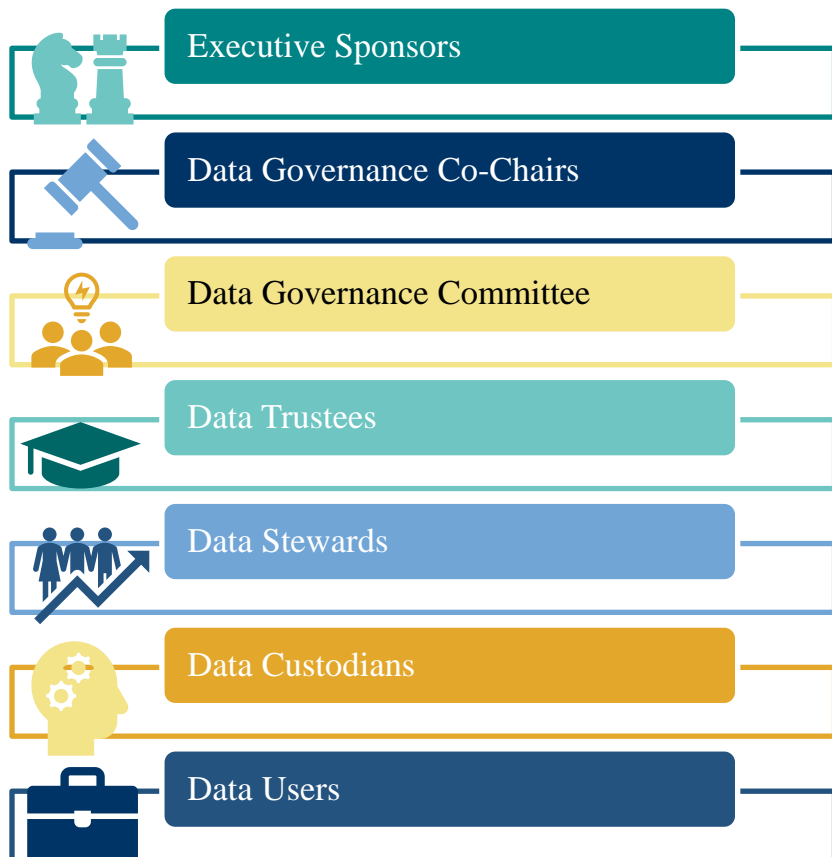 Executive Sponsors
Data Governance Co-Chairs
Data Governance Committee
Data Trustees
Data Stewards
Data Custodians
Data Users